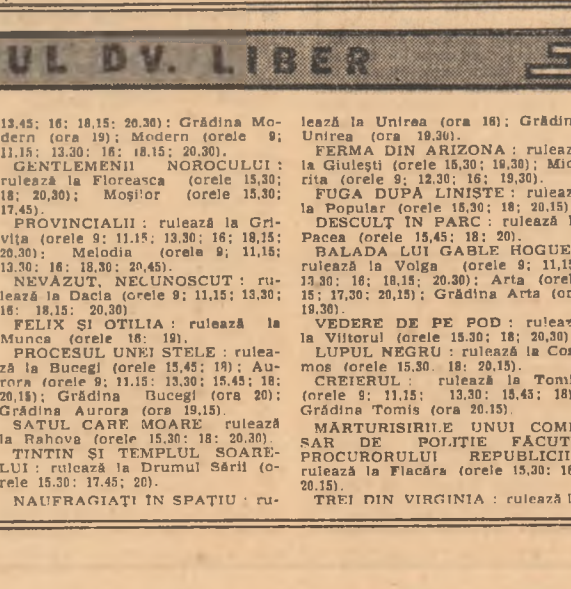 UL DV. LIBER
13,45; 16; 18,15; 20,30); Grădina Mo-
dern (ora 19); Modern (orele 9;
11,15; 13,30; 16; 18,15; 20,30).
GENTLEMENII NOROCULUI :
rulează la Floreasca (orele 15,30;
18; 20,30); Moșilor (orele 15,30;
17,45).
PROVINCIALII : rulează la Gri-
vița (orele 9; 11,15; 13,30; 16; 18,15;
20,30); Melodia (orele 9; 11,15;
13,30; 16; 18,30; 20,45).
NEVĂZUT, NECUNOSCUT : ru-
lează la Dacia (orele 9; 11,15; 13,30;
16; 18,15; 20,30)
FELIX ȘI OTILIA : rulează la
Munca (orele 16; 19).
PROCESUL UNEI STELE : rulea-
ză la Bucegi (orele 15,45; 18); Au-
rora (orele 9; 11,15; 13,30; 15,45; 18;
20,15); Grădina Bucegi (ora 20);
Grădina Aurora (ora 19,15).
SATUL CARE MOARE rulează
la Rahova (orele 15,30; 18; 20,30).
TINTIN ȘI TEMPLUL SOARE-
LUI : rulează la Drumul Sării (o-
rele 15,30; 17,45; 20).
NAUFRAGIAȚI ÎN SPAȚIU : ru-
lează la Unirea (ora 16); Grădin
Unirea (ora 19,30).
FERMA DIN ARIZONA : ruleaz
la Giulești (orele 15,30; 19,30); Mio
rița (orele 9; 12,30; 16; 19,30).
FUGA DUPĂ LINIȘTE : ruleaz
la Popular (orele 15,30; 18; 20,15)
DESCULȚ ÎN PARC : rulează l
Pacea (orele 15,45; 18; 20).
BALADA LUI GABLE HOGUE
rulează la Volga (orele 9; 11,15
13,30; 16; 18,15; 20,30); Arta (orel
15; 17,30; 20,15); Grădina Arta (or
19,30).
VEDERE DE PE POD : ruleaz
la Viitorul (orele 15,30; 18; 20,30)
LUPUL NEGRU : rulează la Cos
mos (orele 15,30 18; 20,15).
CREIERUL : rulează la Tomi
(orele 9; 11,15; 13,30; 15,45; 18)
Grădina Tomis (ora 20,15).
MĂRTURISIRILE UNUI COMI
SAR DE POLIȚIE FĂCUT
PROCURORULUI REPUBLICII
rulează la Flacăra (orele 15,30; 18
20,15).
TREI DIN VIRGINIA : rulează l